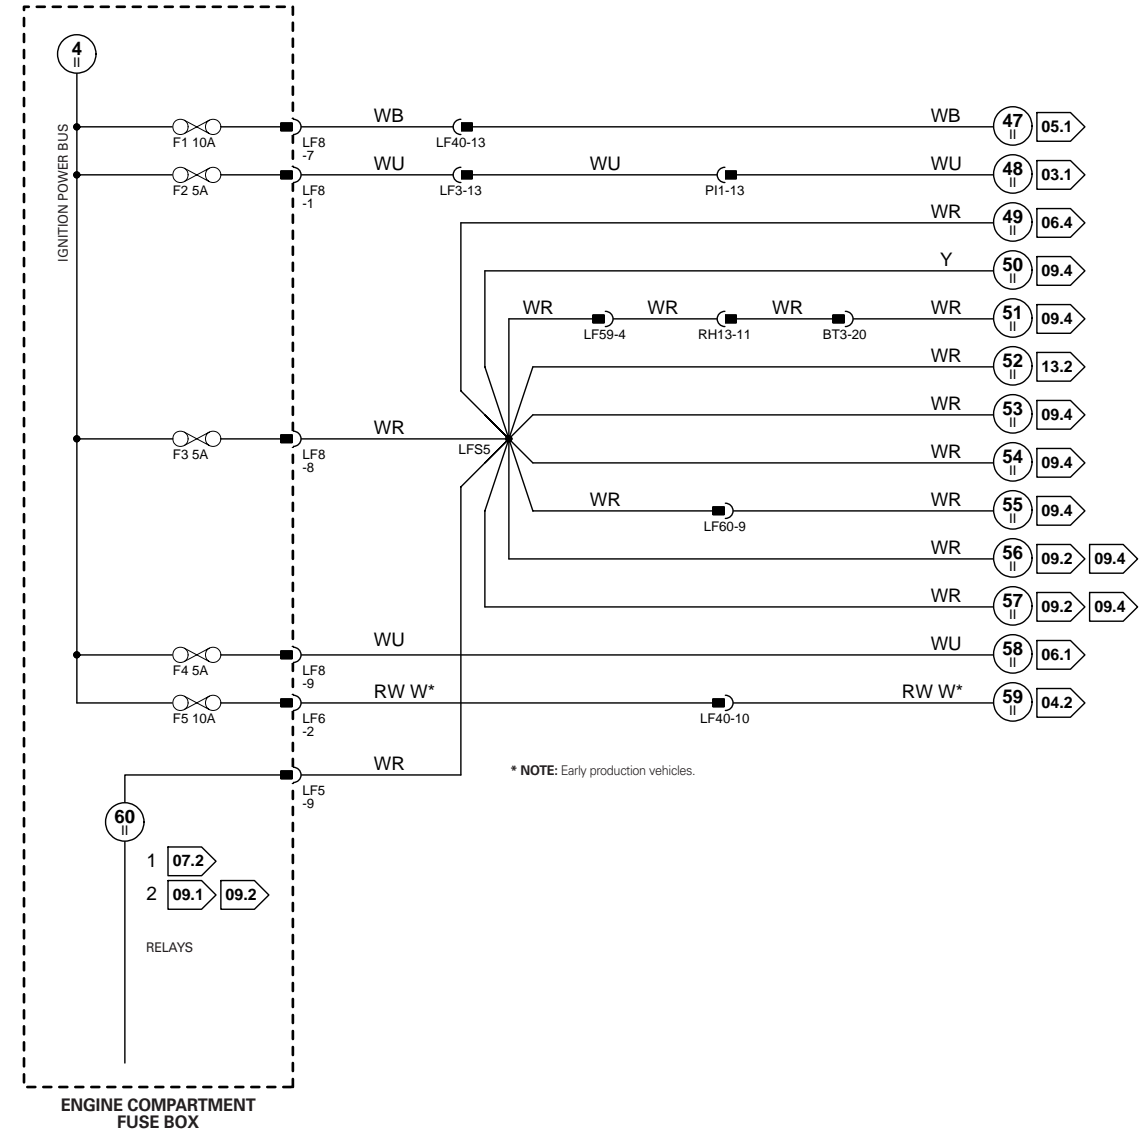 4
II
IGNITION POWER BUS
F1 10A
LF8
-7
WB
LF40-13
WB
47
II
05.1
F2 5A
LF8
-1
WU
LF3-13
WU
PI1-13
WU
48
II
03.1
WR
49
II
06.4
Y
50
II
09.4
WR
LF59-4
WR
RH13-11
WR
BT3-20
WR
51
II
09.4
WR
52
II
13.2
WR
53
II
09.4
F3 5A
LF8
-8
WR
LFS5
WR
54
II
09.4
WR
LF60-9
WR
55
II
09.4
WR
56
II
09.2
09.4
WR
57
II
09.2
09.4
F4 5A
LF8
-9
WU
WU
58
II
06.1
F5 10A
LF6
-2
RW W*
LF40-10
RW W*
59
II
04.2
LF5
-9
WR
* NOTE: Early production vehicles.
60
II
1 07.2
2 09.1 09.2
RELAYS
ENGINE COMPARTMENT
FUSE BOX